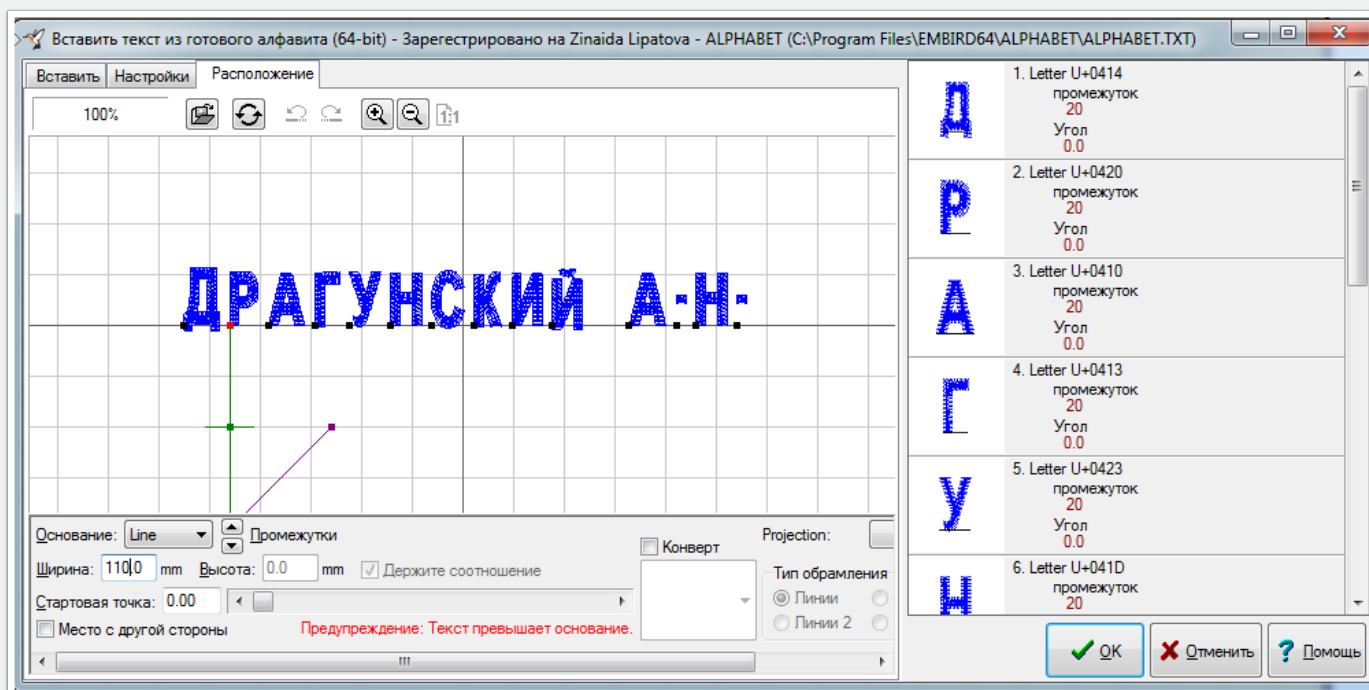 Вставить текст из готового алфавита (64-bit) - Зарегестрировано на Zinaida Lipatova - ALPHABET (C:\Program Files\EMBIRD64\ALPHABET\ALPHABET.TXT)
Вставить Настройки Расположение
100% 1:1
ДРАГУНСКИЙ А·Н·
Основание: Line Промежутки
Ширина: 110.0 mm Высота: 0.0 mm Держите соотношение
Стартовая точка: 0.00
Место с другой стороны Предупреждение: Текст превышает основание.
Конверт
Projection:
Тип обрамления
Линии
Линии 2
Д
1. Letter U+0414
промежуток
20
Угол
0.0
Р
2. Letter U+0420
промежуток
20
Угол
0.0
А
3. Letter U+0410
промежуток
20
Угол
0.0
Г
4. Letter U+0413
промежуток
20
Угол
0.0
У
5. Letter U+0423
промежуток
20
Угол
0.0
Н
6. Letter U+041D
промежуток
20
OK Отменить Помощь